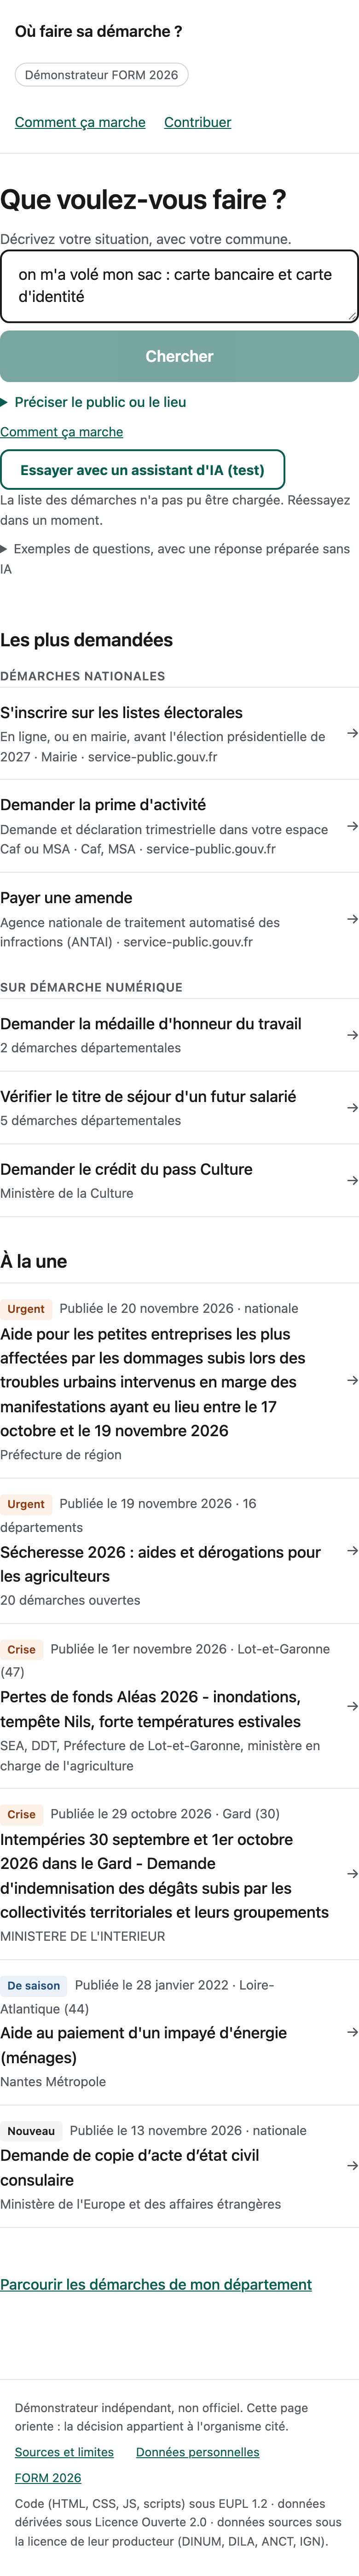 Où faire sa démarche ?
Démonstrateur FORM 2026
Comment ça marche Contribuer
Que voulez-vous faire ?
Décrivez votre situation, avec votre commune.
on m'a volé mon sac : carte bancaire et carte
d'identité
Chercher
Préciser le public ou le lieu
Comment ça marche
Essayer avec un assistant d'IA (test)
La liste des démarches n'a pas pu être chargée. Réessayez
dans un moment.
Exemples de questions, avec une réponse préparée sans
IA
Les plus demandées
DÉMARCHES NATIONALES
S'inscrire sur les listes électorales
En ligne, ou en mairie, avant l'élection présidentielle de
2027 · Mairie · service-public.gouv.fr
→
Demander la prime d'activité
Demande et déclaration trimestrielle dans votre espace
Caf ou MSA · Caf, MSA · service-public.gouv.fr
→
Payer une amende
Agence nationale de traitement automatisé des
infractions (ANTAI) · service-public.gouv.fr
→
SUR DÉMARCHE NUMÉRIQUE
Demander la médaille d'honneur du travail
2 démarches départementales
→
Vérifier le titre de séjour d'un futur salarié
5 démarches départementales
→
Demander le crédit du pass Culture
Ministère de la Culture
→
À la une
Urgent Publiée le 20 novembre 2026 · nationale
Aide pour les petites entreprises les plus
affectées par les dommages subis lors des
troubles urbains intervenus en marge des
manifestations ayant eu lieu entre le 17
octobre et le 19 novembre 2026
Préfecture de région
→
Urgent Publiée le 19 novembre 2026 · 16
départements
Sécheresse 2026 : aides et dérogations pour
les agriculteurs
20 démarches ouvertes
→
Crise Publiée le 1er novembre 2026 · Lot-et-Garonne
(47)
Pertes de fonds Aléas 2026 - inondations,
tempête Nils, forte températures estivales
SEA, DDT, Préfecture de Lot-et-Garonne, ministère en
charge de l'agriculture
→
Crise Publiée le 29 octobre 2026 · Gard (30)
Intempéries 30 septembre et 1er octobre
2026 dans le Gard - Demande
d'indemnisation des dégâts subis par les
collectivités territoriales et leurs groupements
MINISTERE DE L'INTERIEUR
→
De saison Publiée le 28 janvier 2022 · Loire-
Atlantique (44)
Aide au paiement d'un impayé d'énergie
(ménages)
Nantes Métropole
→
Nouveau Publiée le 13 novembre 2026 · nationale
Demande de copie d’acte d’état civil
consulaire
Ministère de l'Europe et des affaires étrangères
→
Parcourir les démarches de mon département
Démonstrateur indépendant, non officiel. Cette page
oriente : la décision appartient à l'organisme cité.
Sources et limites Données personnelles
FORM 2026
Code (HTML, CSS, JS, scripts) sous EUPL 1.2 · données
dérivées sous Licence Ouverte 2.0 · données sources sous
la licence de leur producteur (DINUM, DILA, ANCT, IGN).